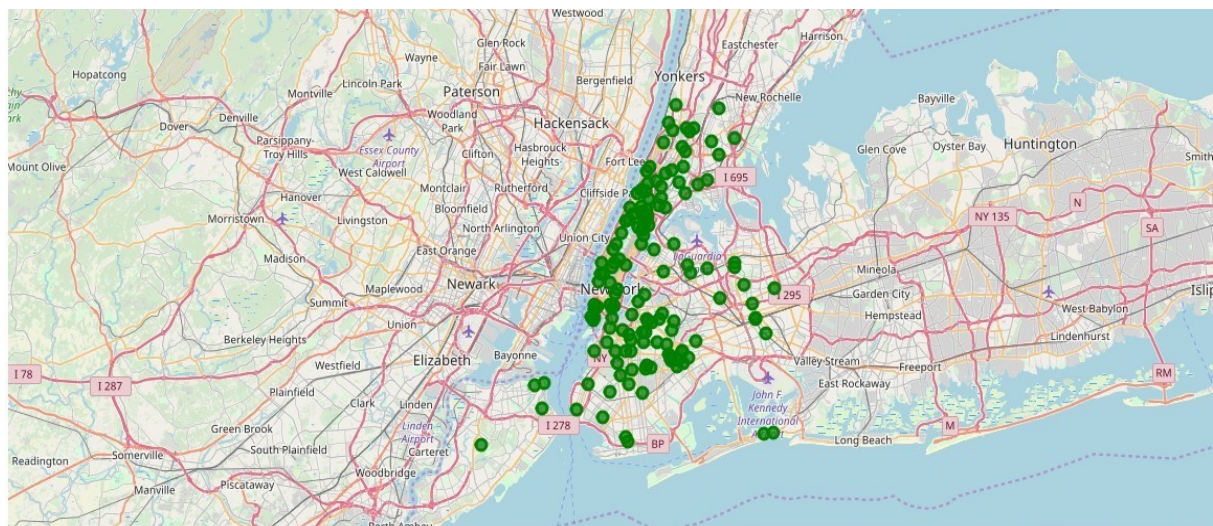 Westwood
Harrison
Eastchester
Glen Rock
Fair Lawn
Hopatcong
Wayne
Yonkers
Bergenfield
Lincoln Park
Paterson
Montville
New Rochelle
Bayville
Denville
Woodland
Park
Hackensack
Dover
Parsippany-
Troy Hills
Essex County
Airport
Hasbrouck
Heights
Clifton
Glen Cove
Oyster Bay
Huntington
Mount Olive
West Caldwell
Fort Lee
I 695
Hanover
Montclair
Rutherford
Cliffside
Bloomfield
N
Morristown
Livingston
North Arlington
NY 135
SA
East Orange
Union City
Madison
Mineola
Newark
Maplewood
Summit
I 295
Garden City
West Babylon
Union
Hempstead
Berkeley Heights
Lindenhurst
Elizabeth
Bayonne
NY
Valley Stream
Freeport
I 78
Westfield
I 287
East Rockaway
RM
Plainfield
Clark
Linden
John F.
Kennedy
International
Green Brook
Linden
Airport
I 278
M
Somerville
South Plainfield
Carteret
BP
Long Beach
Readington
Woodbridge
Manville
Piscataway
Perth Amboy